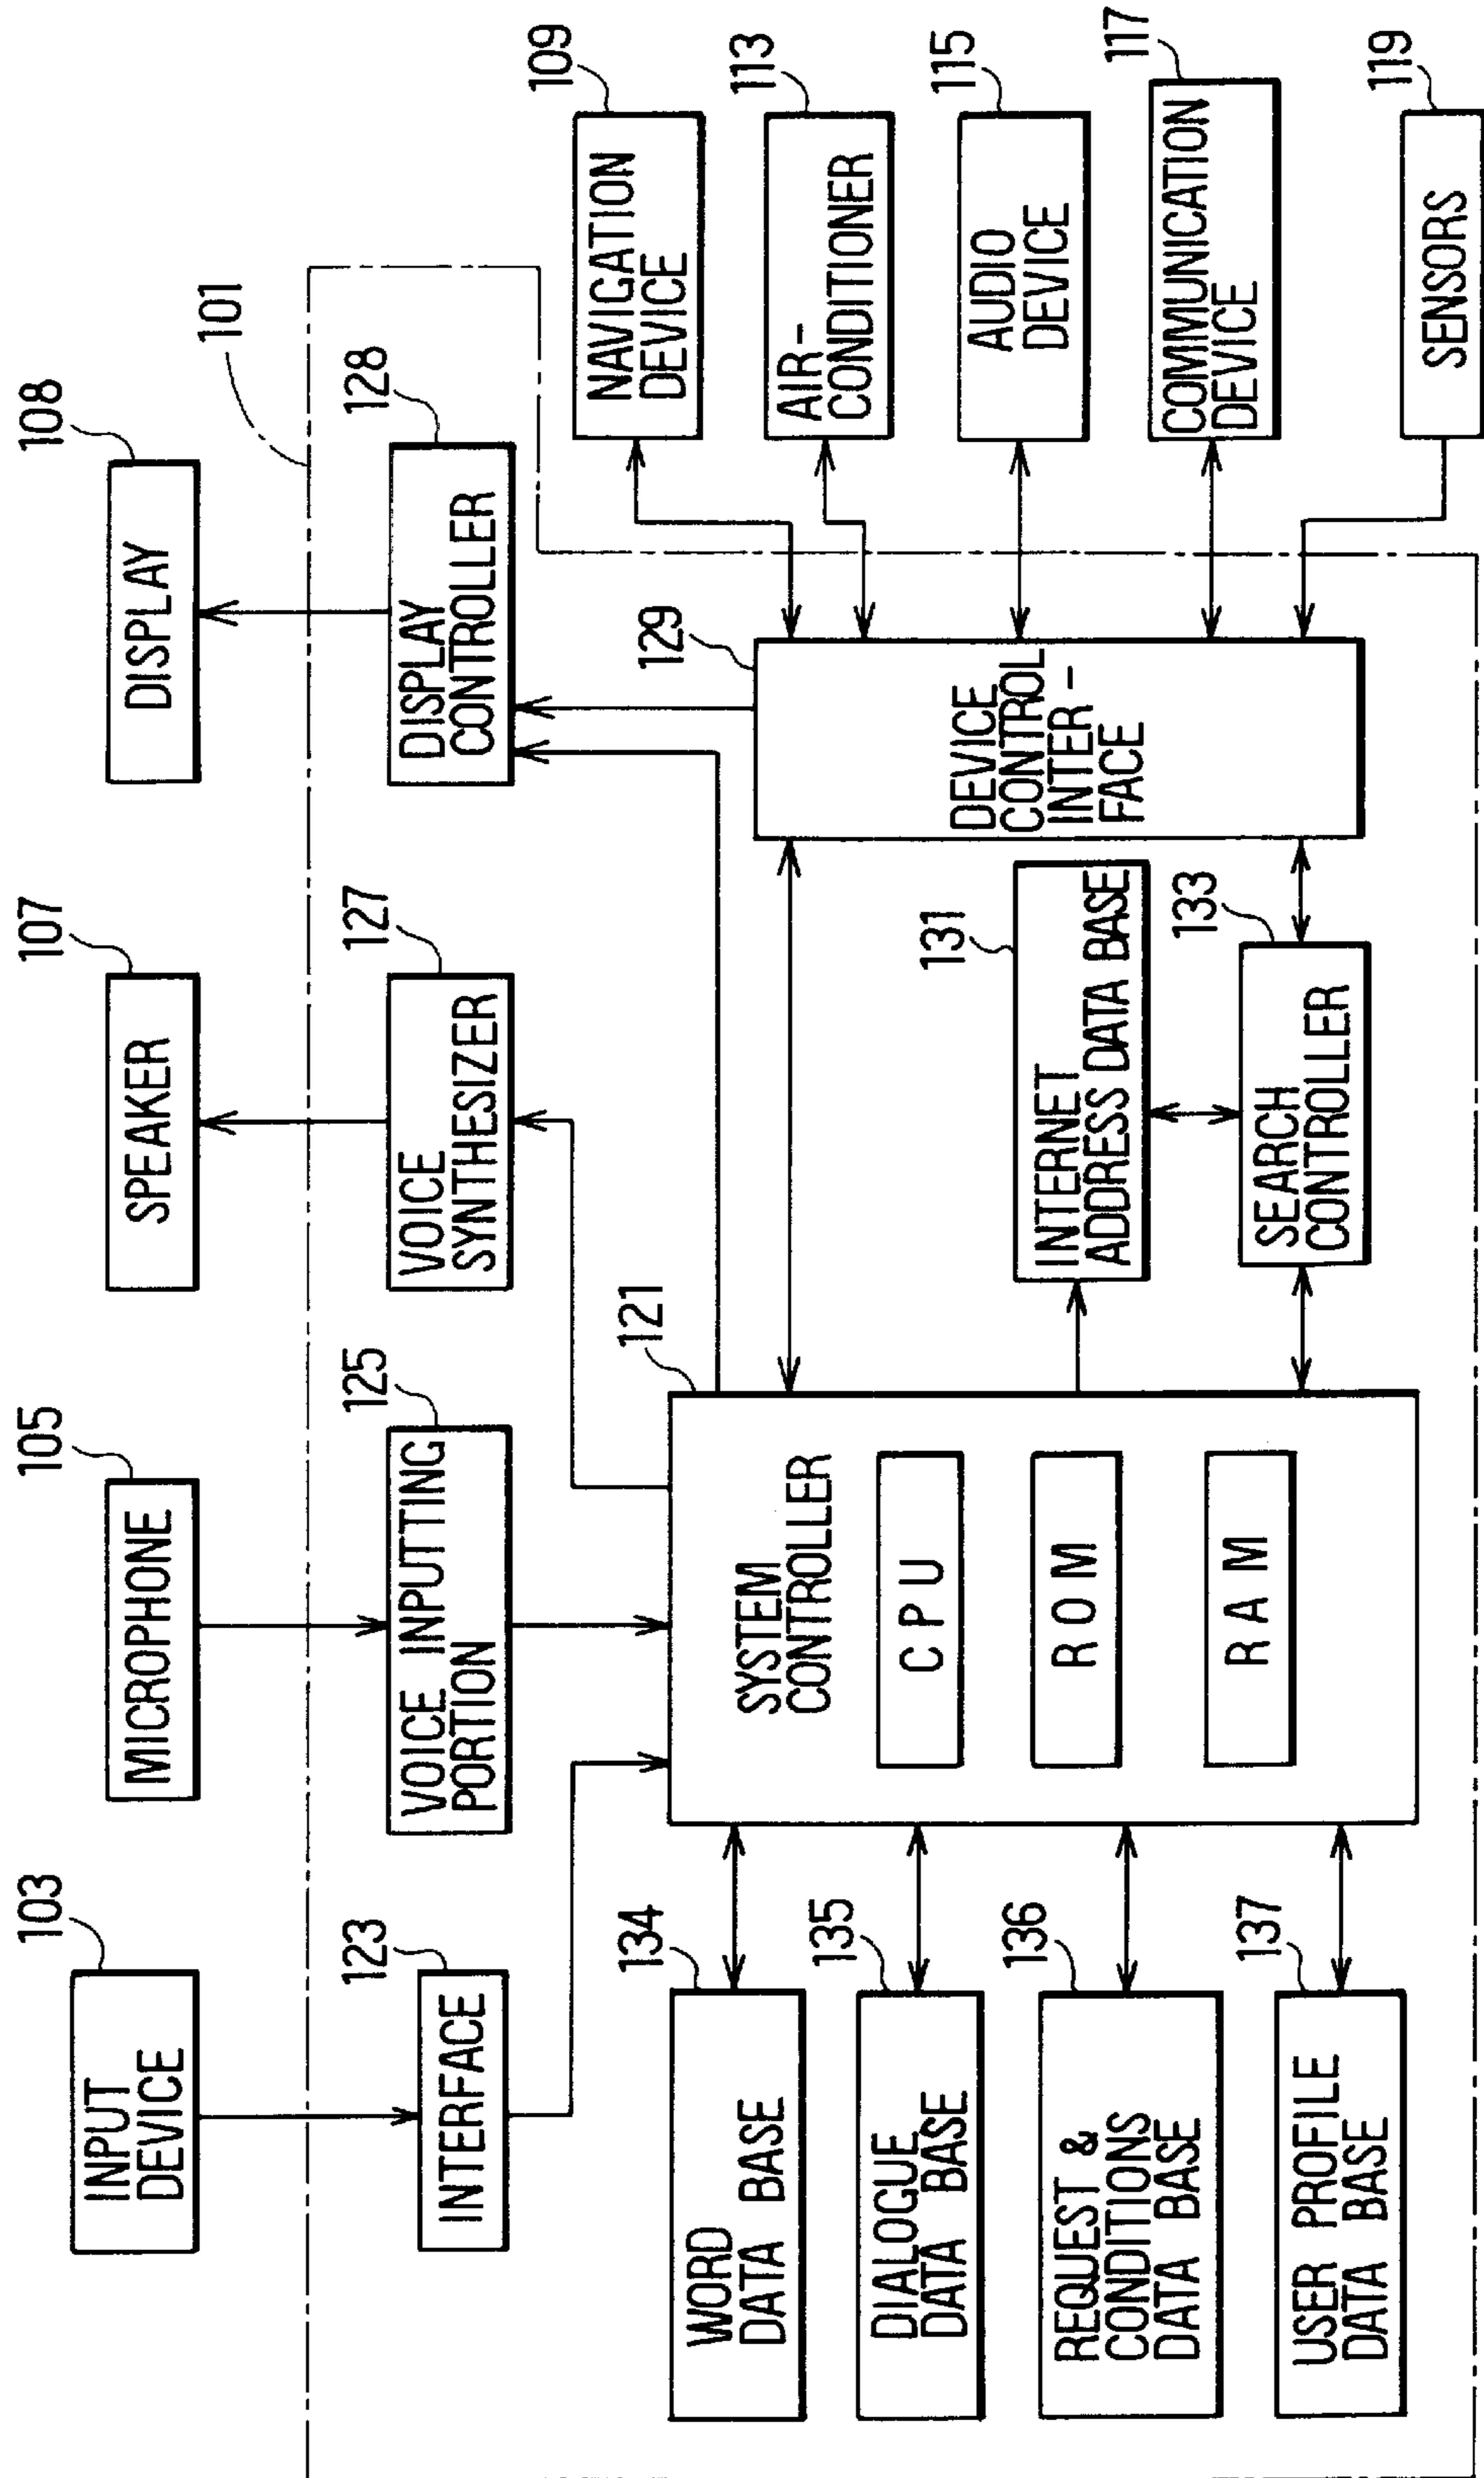 103
INPUT
DEVICE
105
MICROPHONE
107
SPEAKER
108
DISPLAY
101
123
INTERFACE
125
VOICE INPUTTING
PORTION
127
VOICE
SYNTHESIZER
128
DISPLAY
CONTROLLER
109
NAVIGATION
DEVICE
113
AIR-
CONDITIONER
115
AUDIO
DEVICE
117
COMMUNICATION
DEVICE
119
SENSORS
134
WORD
DATA BASE
135
DIALOGUE
DATA BASE
136
REQUEST &
CONDITIONS
DATA BASE
137
USER PROFILE
DATA BASE
121
SYSTEM
CONTROLLER
CPU
ROM
RAM
131
INTERNET
ADDRESS DATA BASE
133
SEARCH
CONTROLLER
129
DEVICE
CONTROL
INTER-
FACE